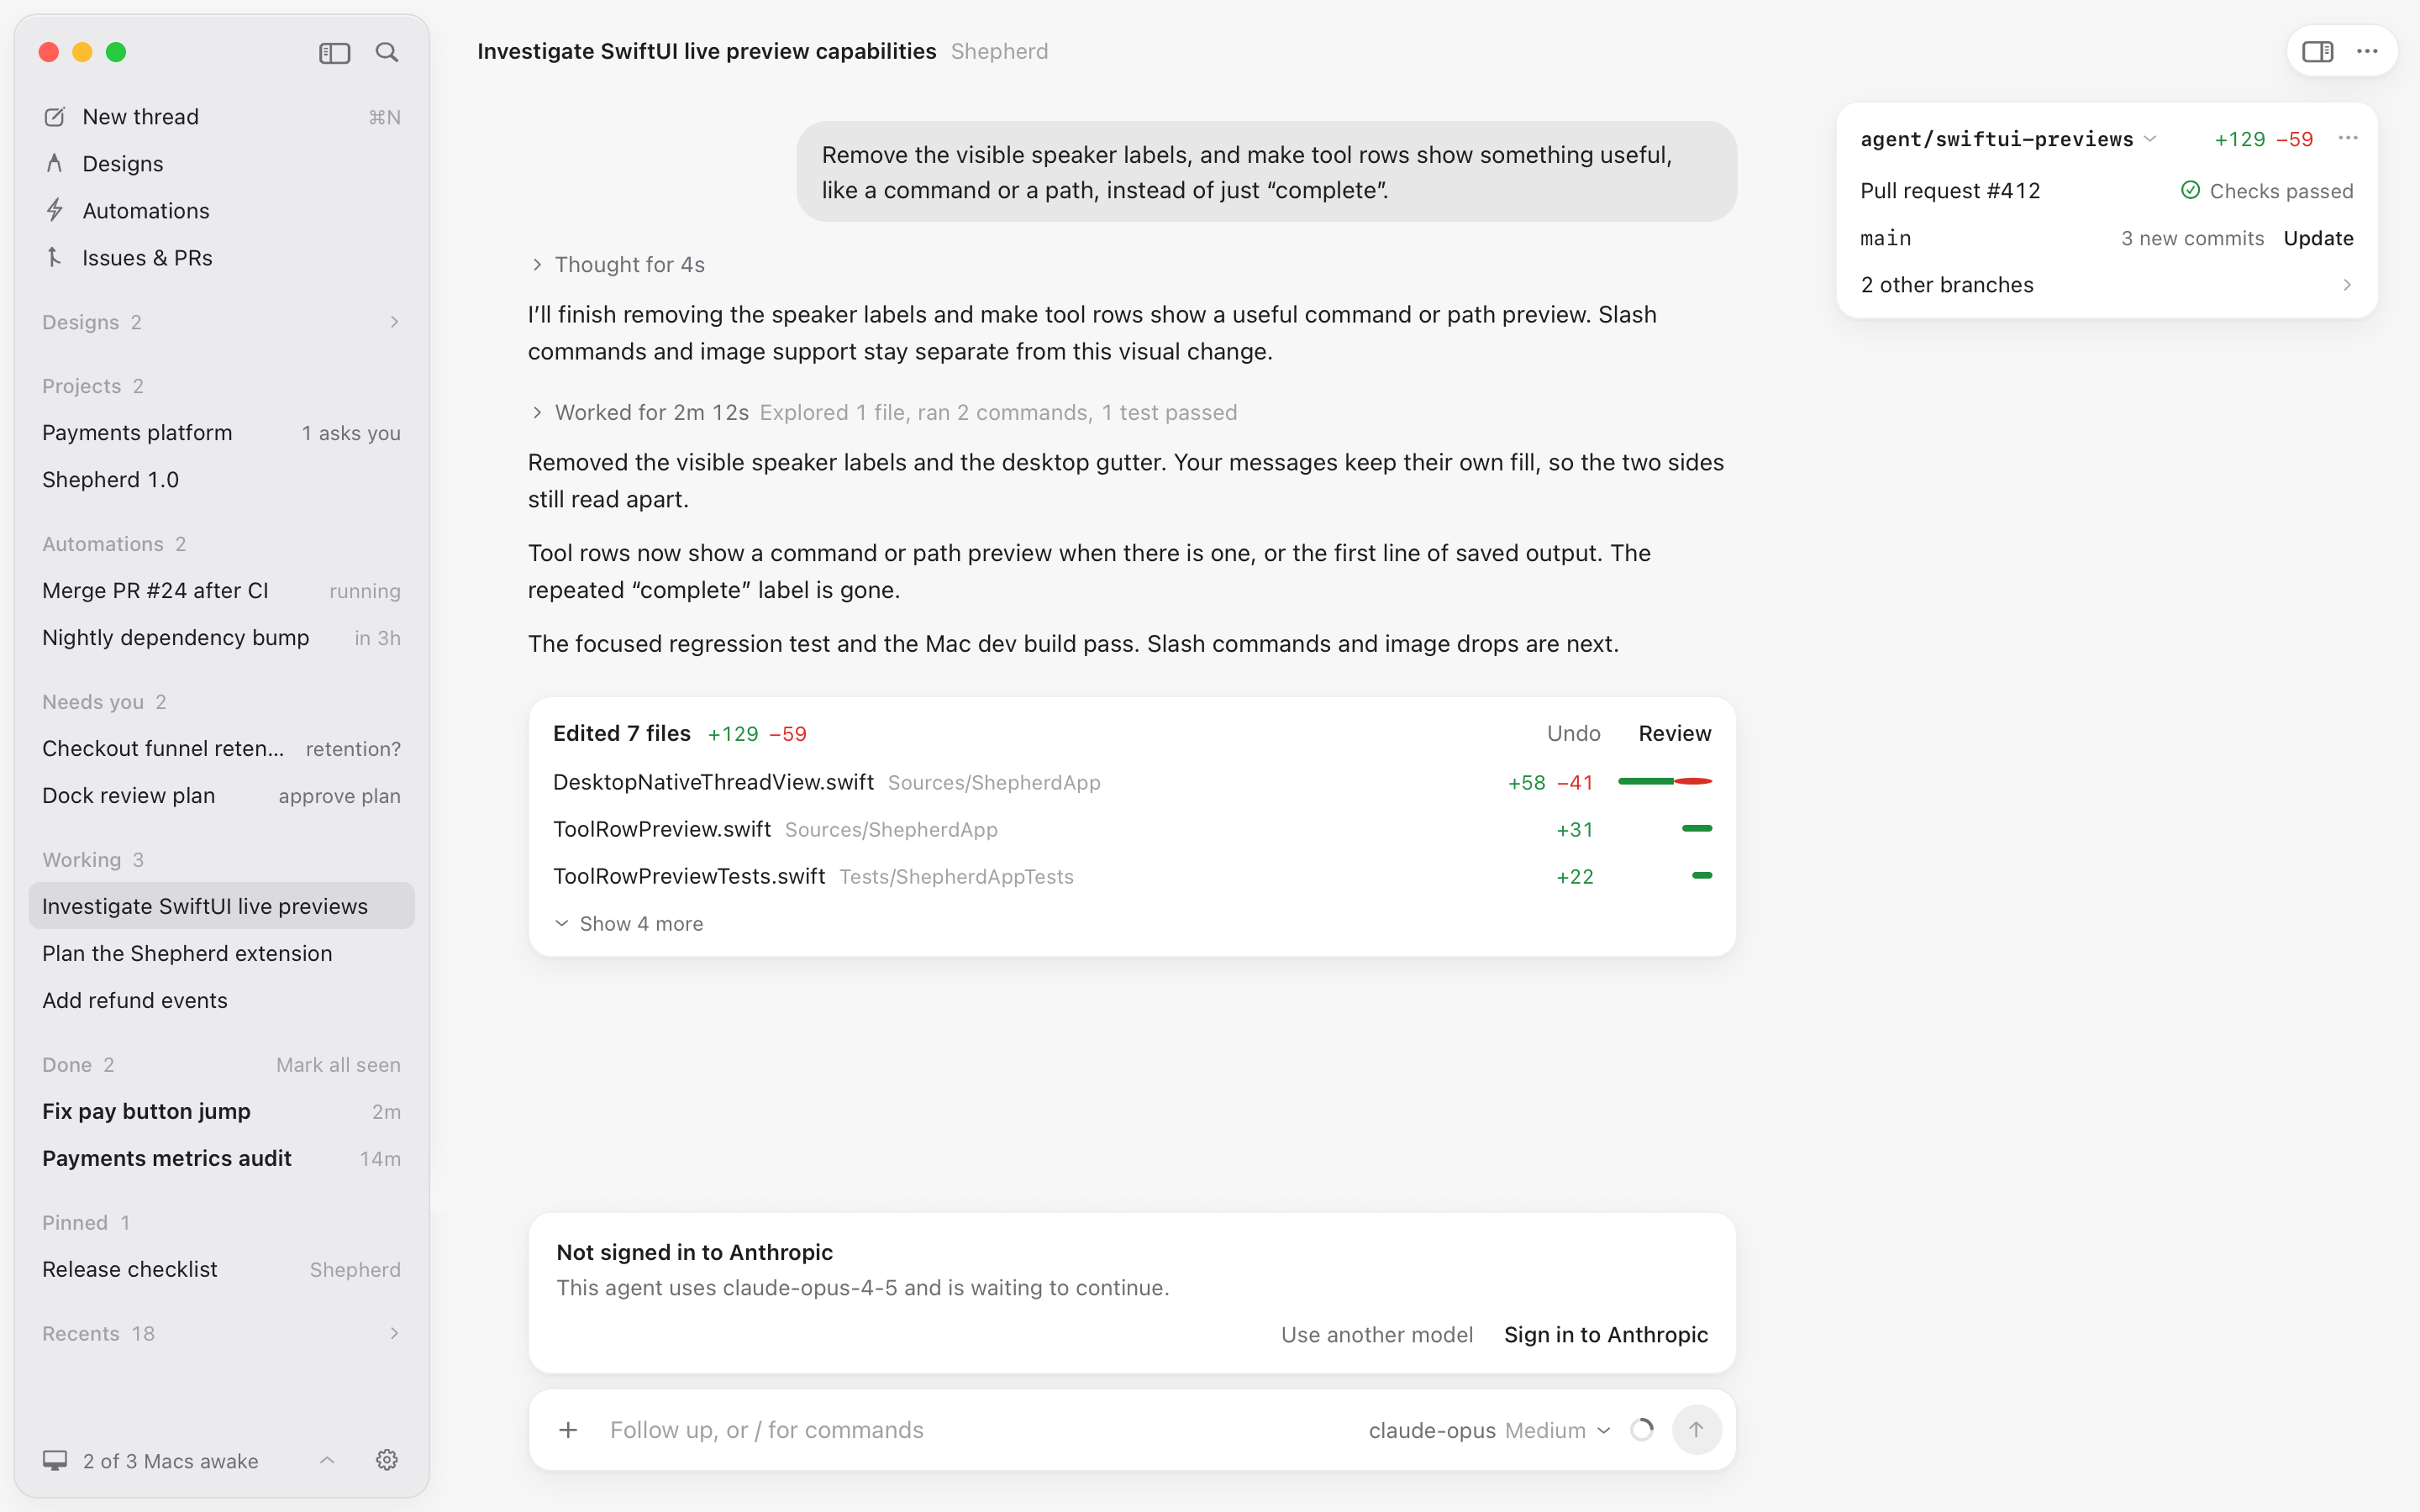 Investigate SwiftUI live preview capabilities Shepherd
New thread ⌘N
Designs
Automations
Issues & PRs
Designs 2
Projects 2
Payments platform 1 asks you
Shepherd 1.0
Automations 2
Merge PR #24 after CI running
Nightly dependency bump in 3h
Needs you 2
Checkout funnel reten... retention?
Dock review plan approve plan
Working 3
Investigate SwiftUI live previews
Plan the Shepherd extension
Add refund events
Done 2 Mark all seen
Fix pay button jump 2m
Payments metrics audit 14m
Pinned 1
Release checklist Shepherd
Recents 18
2 of 3 Macs awake
Remove the visible speaker labels, and make tool rows show something useful,
like a command or a path, instead of just “complete”.
Thought for 4s
I’ll finish removing the speaker labels and make tool rows show a useful command or path preview. Slash
commands and image support stay separate from this visual change.
Worked for 2m 12s Explored 1 file, ran 2 commands, 1 test passed
Removed the visible speaker labels and the desktop gutter. Your messages keep their own fill, so the two sides
still read apart.
Tool rows now show a command or path preview when there is one, or the first line of saved output. The
repeated “complete” label is gone.
The focused regression test and the Mac dev build pass. Slash commands and image drops are next.
Edited 7 files +129 −59 Undo Review
DesktopNativeThreadView.swift Sources/ShepherdApp +58 −41
ToolRowPreview.swift Sources/ShepherdApp +31
ToolRowPreviewTests.swift Tests/ShepherdAppTests +22
Show 4 more
Not signed in to Anthropic
This agent uses claude-opus-4-5 and is waiting to continue.
Use another model Sign in to Anthropic
Follow up, or / for commands claude-opus Medium
agent/swiftui-previews +129 −59
Pull request #412 Checks passed
main 3 new commits Update
2 other branches